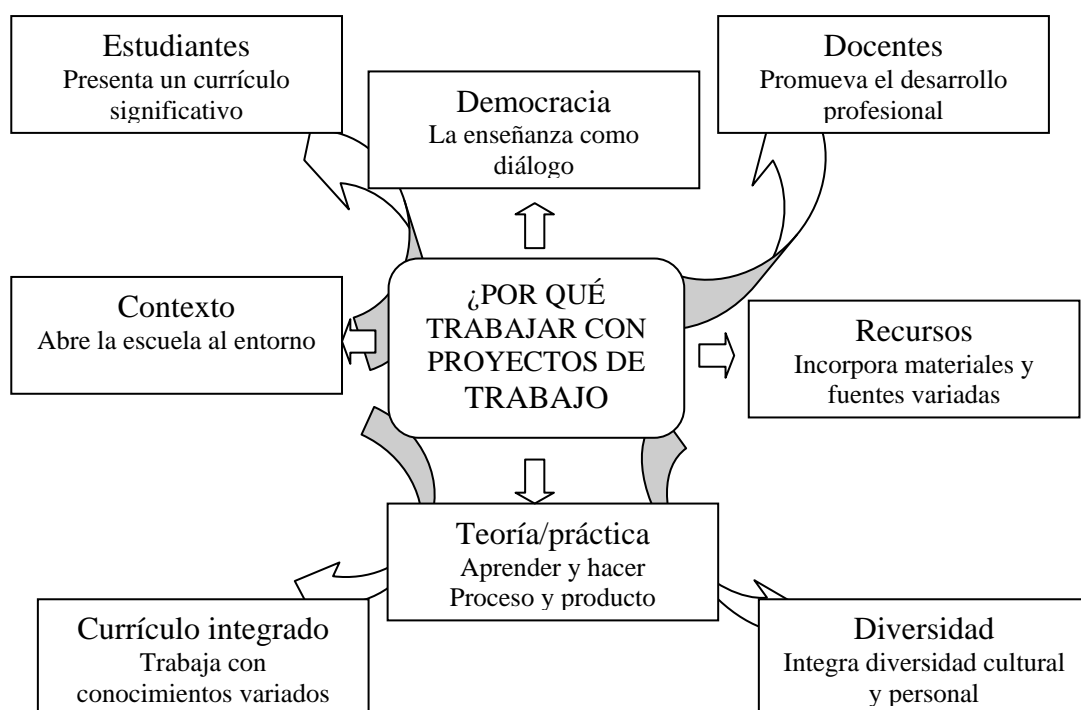 Estudiantes
Presenta un currículo
significativo
Democracia
La enseñanza como
diálogo
Docentes
Promueva el desarrollo
profesional
Contexto
Abre la escuela al entorno
¿POR QUÉ
TRABAJAR CON
PROYECTOS DE
TRABAJO
Recursos
Incorpora materiales y
fuentes variadas
Teoría/práctica
Aprender y hacer
Proceso y producto
Currículo integrado
Trabaja con
conocimientos variados
Diversidad
Integra diversidad cultural
y personal